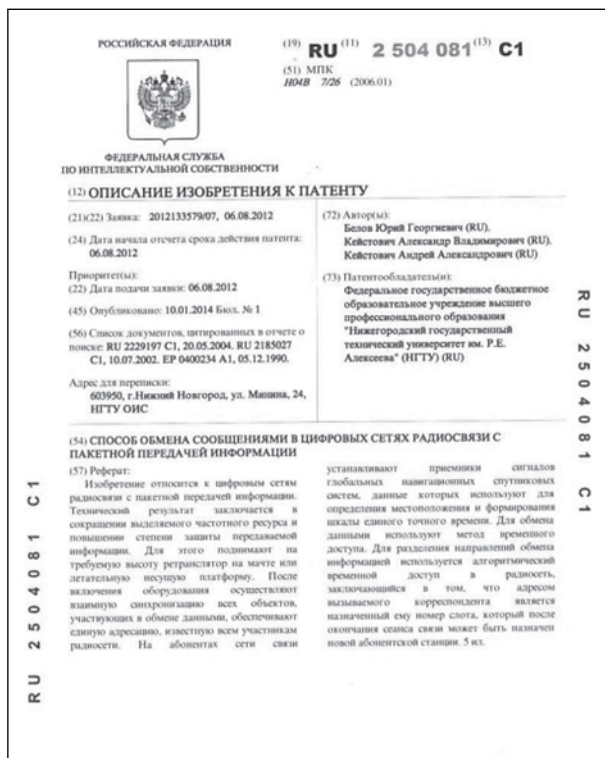 РОССИЙСКАЯ ФЕДЕРАЦИЯ
(19) RU (11) 2 504 081 (13) C1
(51) МПК
H04B 7/26 (2006.01)
ФЕДЕРАЛЬНАЯ СЛУЖБА
ПО ИНТЕЛЛЕКТУАЛЬНОЙ СОБСТВЕННОСТИ
(12) ОПИСАНИЕ ИЗОБРЕТЕНИЯ К ПАТЕНТУ
(21)(22) Заявка: 2012133579/07, 06.08.2012
(24) Дата начала отсчета срока действия патента:
06.08.2012
Приоритет(ы):
(22) Дата подачи заявки: 06.08.2012
(45) Опубликовано: 10.01.2014 Бюл. № 1
(56) Список документов, цитированных в отчете о
поиске: RU 2229197 C1, 20.05.2004. RU 2185027
C1, 10.07.2002. EP 0400234 A1, 05.12.1990.
Адрес для переписки:
603950, г.Нижний Новгород, ул. Минина, 24,
НГТУ ОИС
(72) Автор(ы):
Белов Юрий Георгиевич (RU),
Кейстович Александр Владимирович (RU),
Кейстович Андрей Александрович (RU)
(73) Патентообладатель(и):
Федеральное государственное бюджетное
образовательное учреждение высшего
профессионального образования
"Нижегородский государственный
технический университет им. Р.Е.
Алексеева" (НГТУ) (RU)
(54) СПОСОБ ОБМЕНА СООБЩЕНИЯМИ В ЦИФРОВЫХ СЕТЯХ РАДИОСВЯЗИ С
ПАКЕТНОЙ ПЕРЕДАЧЕЙ ИНФОРМАЦИИ
(57) Реферат:
Изобретение относится к цифровым сетям
радиосвязи с пакетной передачей информации.
Технический результат заключается в
сокращении выделяемого частотного ресурса и
повышении степени защиты передаваемой
информации. Для этого поднимают на
требуемую высоту ретранслятор на мачте или
летательную несущую платформу. После
включения оборудования осуществляют
взаимную синхронизацию всех объектов,
участвующих в обмене данными, обеспечивают
единую адресацию, известную всем участникам
радиосети. На абонентах сети связи
устанавливают приемники сигналов
глобальных навигационных спутниковых
систем, данные которых используют для
определения местоположения и формирования
шкалы единого точного времени. Для обмена
данными используют метод временного
доступа. Для разделения направлений обмена
информацией используется алгоритмический
временной доступ в радиосеть,
заключающийся в том, что адресом
вызываемого корреспондента является
назначенный ему номер слота, который после
окончания сеанса связи может быть назначен
новой абонентской станции. 5 ил.
RU 2504081 C1
RU 2504081 C1